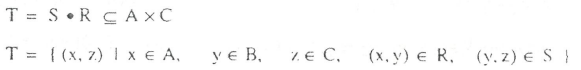 T = S • R ⊆ A × C
T = { (x, z) | x ∈ A, y ∈ B, z ∈ C, (x, y) ∈ R, (y, z) ∈ S }